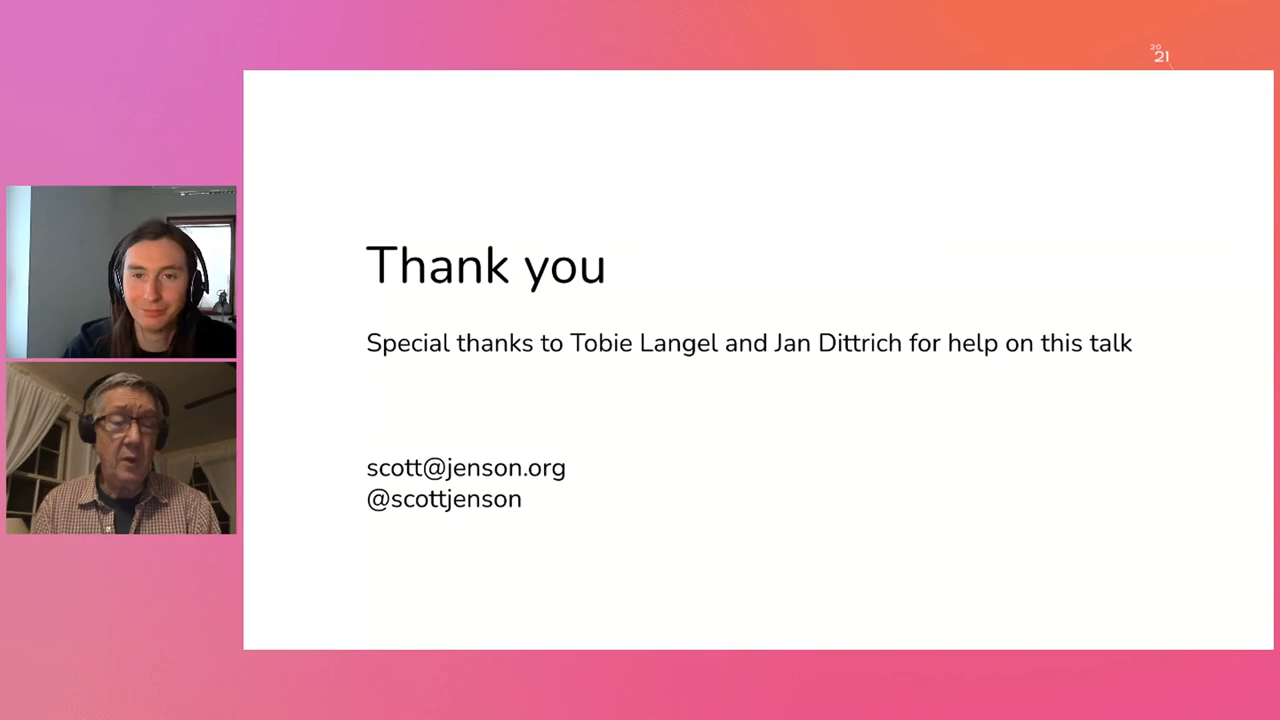 20
21
Thank you
Special thanks to Tobie Langel and Jan Dittrich for help on this talk
scott@jenson.org
@scottjenson